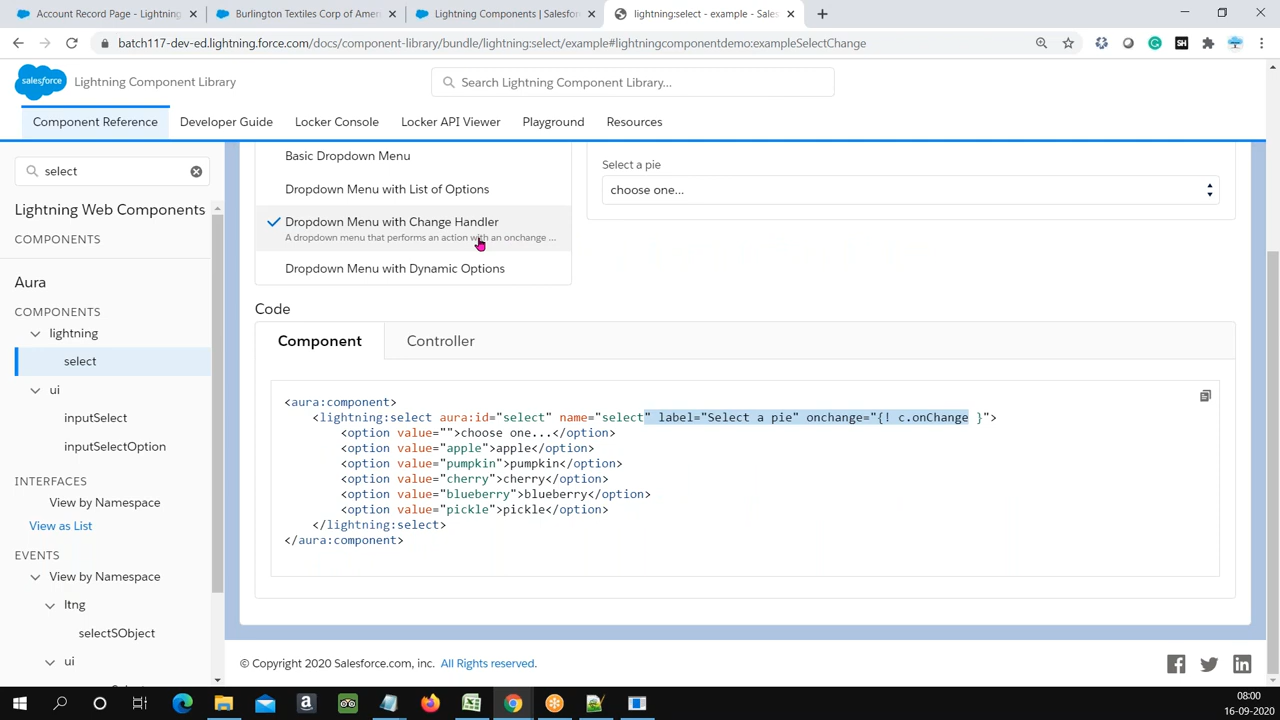 Account Record Page - Lightning
Burlington Textiles Corp of Amer
Lightning Components | Salesfor
lightning:select - example - Sales
batch117-dev-ed.lightning.force.com/docs/component-library/bundle/lightning:select/example#lightningcomponentdemo:exampleSelectChange
salesforce
Lightning Component Library
Search Lightning Component Library...
Component Reference
Developer Guide
Locker Console
Locker API Viewer
Playground
Resources
select
Lightning Web Components
COMPONENTS
Aura
COMPONENTS
lightning
select
ui
inputSelect
inputSelectOption
INTERFACES
View by Namespace
View as List
EVENTS
View by Namespace
ltng
selectSObject
ui
Basic Dropdown Menu
Dropdown Menu with List of Options
Dropdown Menu with Change Handler
A dropdown menu that performs an action with an onchange ...
Dropdown Menu with Dynamic Options
Select a pie
choose one...
Code
Component
Controller
<aura:component>
<lightning:select aura:id="select" name="select" label="Select a pie" onchange="{! c.onChange }">
<option value="">choose one...</option>
<option value="apple">apple</option>
<option value="pumpkin">pumpkin</option>
<option value="cherry">cherry</option>
<option value="blueberry">blueberry</option>
<option value="pickle">pickle</option>
</lightning:select>
</aura:component>
© Copyright 2020 Salesforce.com, inc. All Rights reserved.
08:00
16-09-2020